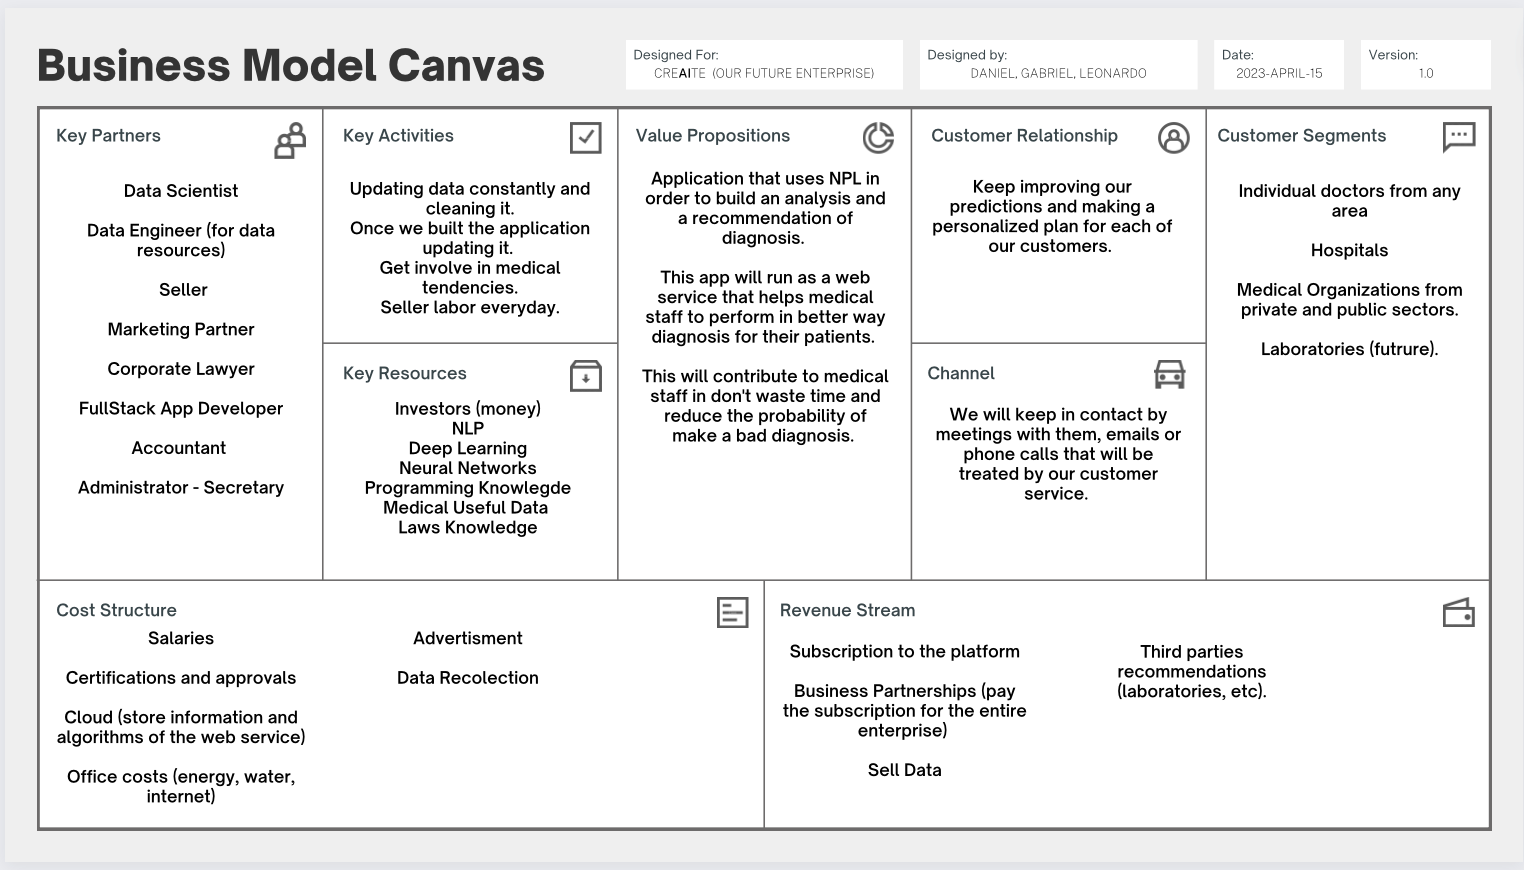 Business Model Canvas
Designed For:
CREAITE (OUR FUTURE ENTERPRISE)
Designed by:
DANIEL, GABRIEL, LEONARDO
Date:
2023-APRIL-15
Version:
1.0
Key Partners
Data Scientist
Data Engineer (for data
resources)
Seller
Marketing Partner
Corporate Lawyer
FullStack App Developer
Accountant
Administrator - Secretary
Key Activities
Updating data constantly and
cleaning it.
Once we built the application
updating it.
Get involve in medical
tendencies.
Seller labor everyday.
Key Resources
Investors (money)
NLP
Deep Learning
Neural Networks
Programming Knowlegde
Medical Useful Data
Laws Knowledge
Value Propositions
Application that uses NPL in
order to build an analysis and
a recommendation of
diagnosis.
This app will run as a web
service that helps medical
staff to perform in better way
diagnosis for their patients.
This will contribute to medical
staff in don't waste time and
reduce the probability of
make a bad diagnosis.
Customer Relationship
Keep improving our
predictions and making a
personalized plan for each of
our customers.
Channel
We will keep in contact by
meetings with them, emails or
phone calls that will be
treated by our customer
service.
Customer Segments
Individual doctors from any
area
Hospitals
Medical Organizations from
private and public sectors.
Laboratories (futrure).
Cost Structure
Salaries
Certifications and approvals
Cloud (store information and
algorithms of the web service)
Office costs (energy, water,
internet)
Advertisment
Data Recolection
Revenue Stream
Subscription to the platform
Business Partnerships (pay
the subscription for the entire
enterprise)
Sell Data
Third parties
recommendations
(laboratories, etc).